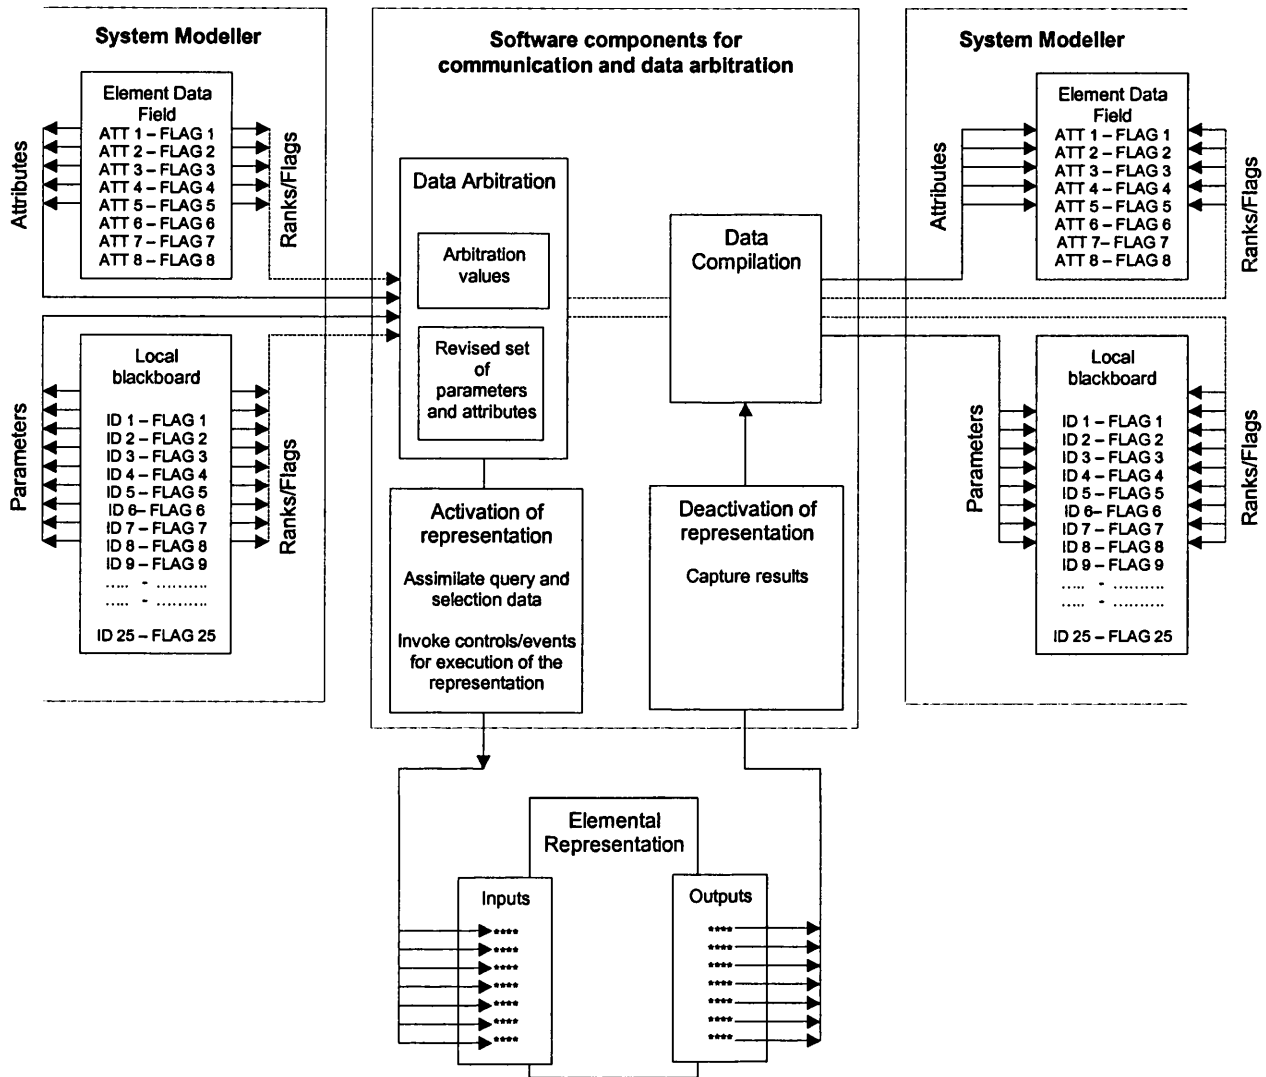 System Modeller
Element Data
Field
ATT 1 – FLAG 1
ATT 2 – FLAG 2
ATT 3 – FLAG 3
ATT 4 – FLAG 4
ATT 5 – FLAG 5
ATT 6 – FLAG 6
ATT 7 – FLAG 7
ATT 8 – FLAG 8
Attributes
Ranks/Flags
Local
blackboard
ID 1 – FLAG 1
ID 2 – FLAG 2
ID 3 – FLAG 3
ID 4 – FLAG 4
ID 5 – FLAG 5
ID 6– FLAG 6
ID 7 – FLAG 7
ID 8 – FLAG 8
ID 9 – FLAG 9
..... - ..........
..... - ..........
ID 25 – FLAG 25
Parameters
Ranks/Flags
Software components for
communication and data arbitration
Data Arbitration
Arbitration
values
Revised set
of
parameters
and attributes
Data
Compilation
Activation of
representation
Assimilate query and
selection data
Invoke controls/events
for execution of the
representation
Deactivation of
representation
Capture results
System Modeller
Element Data
Field
ATT 1 – FLAG 1
ATT 2 – FLAG 2
ATT 3 – FLAG 3
ATT 4 – FLAG 4
ATT 5 – FLAG 5
ATT 6 – FLAG 6
ATT 7– FLAG 7
ATT 8 – FLAG 8
Attributes
Ranks/Flags
Local
blackboard
ID 1 – FLAG 1
ID 2 – FLAG 2
ID 3 – FLAG 3
ID 4 – FLAG 4
ID 5 – FLAG 5
ID 6– FLAG 6
ID 7 – FLAG 7
ID 8 – FLAG 8
ID 9 – FLAG 9
..... - ..........
..... - ..........
ID 25 – FLAG 25
Parameters
Ranks/Flags
Elemental
Representation
Inputs
****
****
****
****
****
****
****
Outputs
****
****
****
****
****
****
****